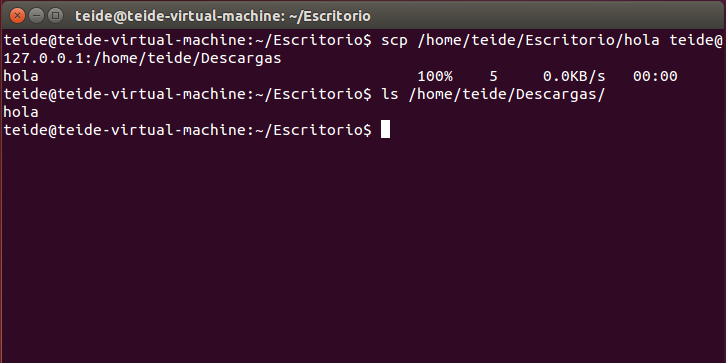 teide@teide-virtual-machine: ~/Escritorio
teide@teide-virtual-machine:~/Escritorio$ scp /home/teide/Escritorio/hola teide@
127.0.0.1:/home/teide/Descargas
hola                                          100%    5     0.0KB/s   00:00
teide@teide-virtual-machine:~/Escritorio$ ls /home/teide/Descargas/
hola
teide@teide-virtual-machine:~/Escritorio$